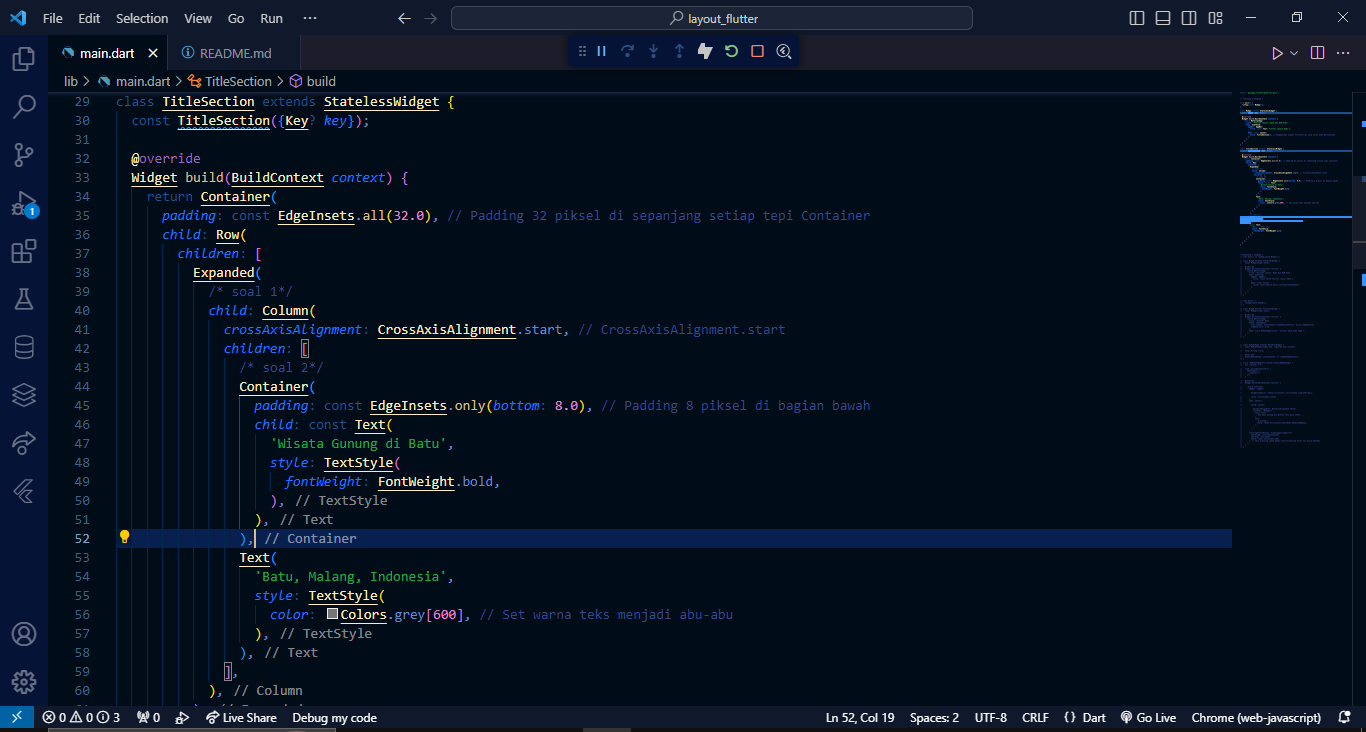 File Edit Selection View Go Run ··· layout_flutter
main.dart README.md
lib > main.dart > TitleSection > build
29 class TitleSection extends StatelessWidget {
30 const TitleSection({Key? key});
31
32 @override
33 Widget build(BuildContext context) {
34 return Container(
35 padding: const EdgeInsets.all(32.0), // Padding 32 piksel di sepanjang setiap tepi Container
36 child: Row(
37 children: [
38 Expanded(
39 /* soal 1*/
40 child: Column(
41 crossAxisAlignment: CrossAxisAlignment.start, // CrossAxisAlignment.start
42 children: [
43 /* soal 2*/
44 Container(
45 padding: const EdgeInsets.only(bottom: 8.0), // Padding 8 piksel di bagian bawah
46 child: const Text(
47 'Wisata Gunung di Batu',
48 style: TextStyle(
49 fontWeight: FontWeight.bold,
50 ), // TextStyle
51 ), // Text
52 ), // Container
53 Text(
54 'Batu, Malang, Indonesia',
55 style: TextStyle(
56 color: Colors.grey[600], // Set warna teks menjadi abu-abu
57 ), // TextStyle
58 ), // Text
59 ],
60 ), // Column
1
0 0 3 0 Live Share Debug my code Ln 52, Col 19 Spaces: 2 UTF-8 CRLF {} Dart Go Live Chrome (web-javascript)